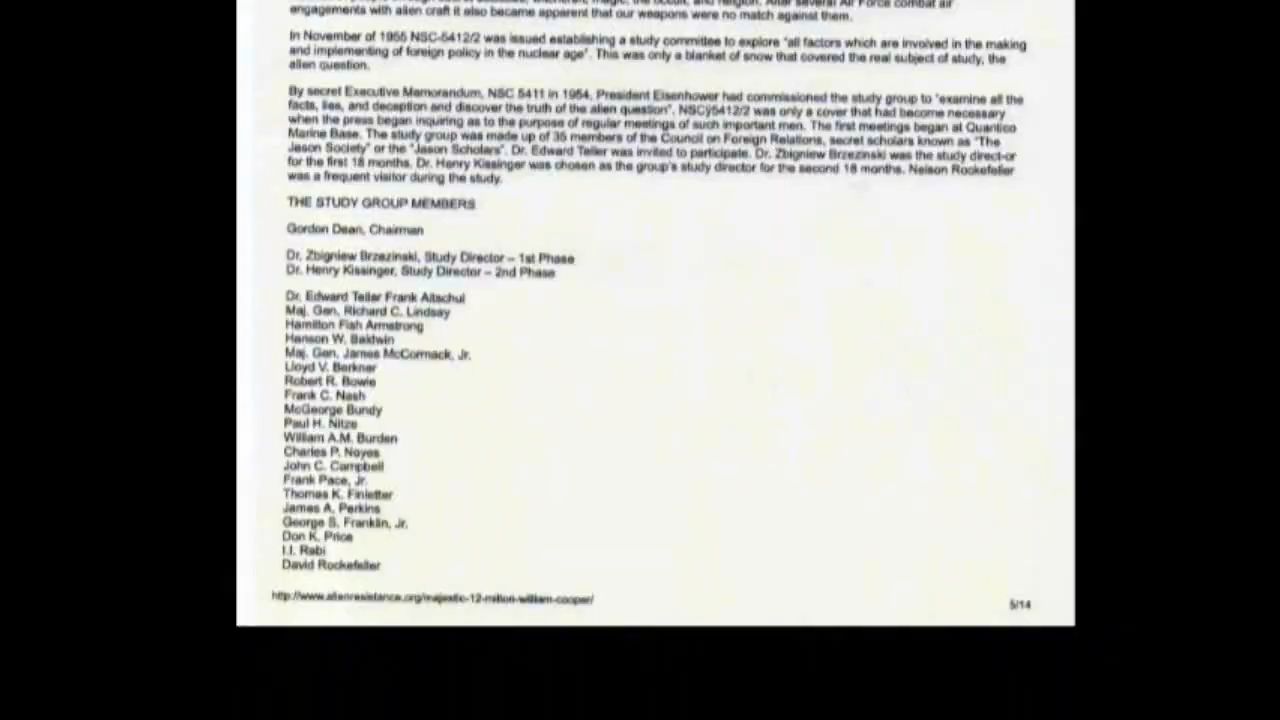 engagements with alien craft it also became apparent that our weapons were no match against them.
In November of 1955 NSC-5412/2 was issued establishing a study committee to explore "all factors which are involved in the making
and implementing of foreign policy in the nuclear age". This was only a blanket of snow that covered the real subject of study, the
alien question.
By secret Executive Memorandum, NSC 5411 in 1954, President Eisenhower had commissioned the study group to "examine all the
facts, lies, and deception and discover the truth of the alien question". NSCÿ5412/2 was only a cover that had become necessary
when the press began inquiring as to the purpose of regular meetings of such important men. The first meetings began at Quantico
Marine Base. The study group was made up of 35 members of the Council on Foreign Relations, secret scholars known as "The
Jason Society" or the "Jason Scholars". Dr. Edward Teller was invited to participate. Dr. Zbigniew Brzezinski was the study direct-or
for the first 18 months. Dr. Henry Kissinger was chosen as the group's study director for the second 18 months. Nelson Rockefeller
was a frequent visitor during the study.
THE STUDY GROUP MEMBERS
Gordon Dean, Chairman
Dr. Zbigniew Brzezinski, Study Director – 1st Phase
Dr. Henry Kissinger, Study Director – 2nd Phase
Dr. Edward Teller Frank Altschul
Maj. Gen. Richard C. Lindsay
Hamilton Fish Armstrong
Hanson W. Baldwin
Maj. Gen. James McCormack, Jr.
Lloyd V. Berkner
Robert R. Bowie
Frank C. Nash
McGeorge Bundy
Paul H. Nitze
William A.M. Burden
Charles P. Noyes
John C. Campbell
Frank Pace, Jr.
Thomas K. Finletter
James A. Perkins
George S. Franklin, Jr.
Don K. Price
I.I. Rabi
David Rockefeller
http://www.alienresistance.org/majestic-12-milton-william-cooper/
5/14